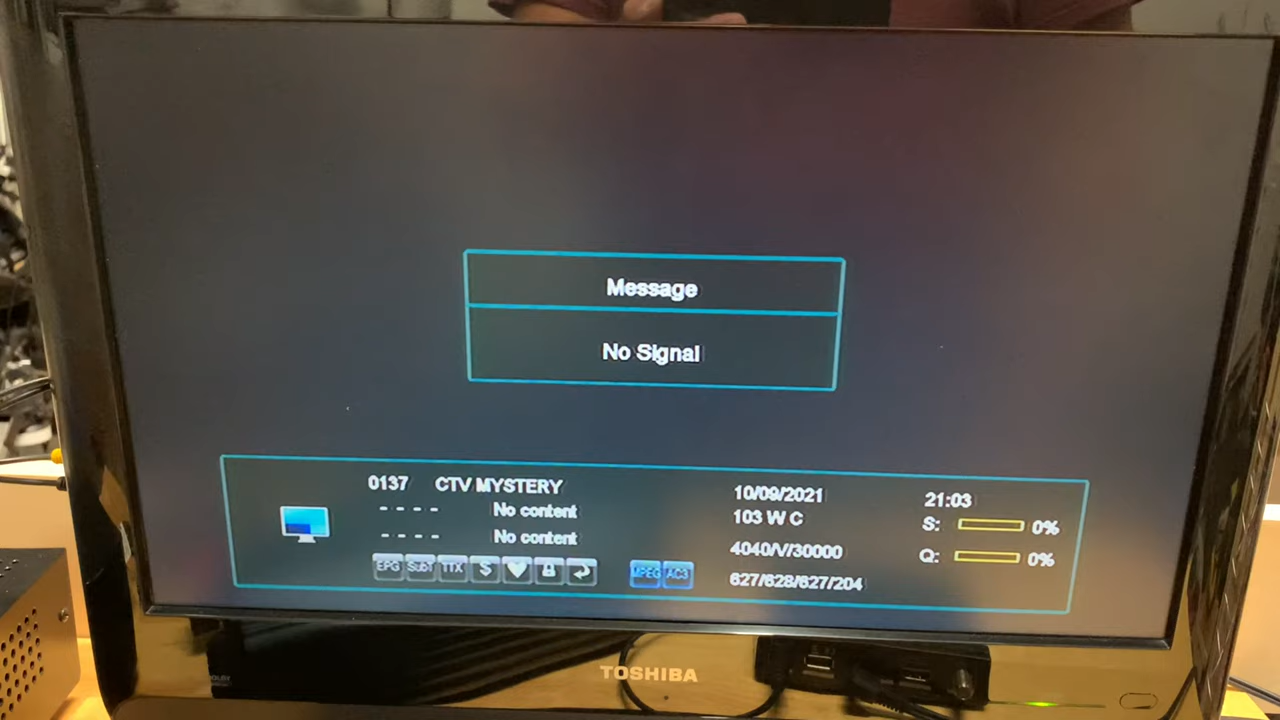 Message
No Signal
0137 CTV MYSTERY
- - - - No content
- - - - No content
EPG SubT TTX $
MPEG AC3
10/09/2021 21:03
103 W C S: 0%
4040/V/30000 Q: 0%
627/628/627/204
TOSHIBA